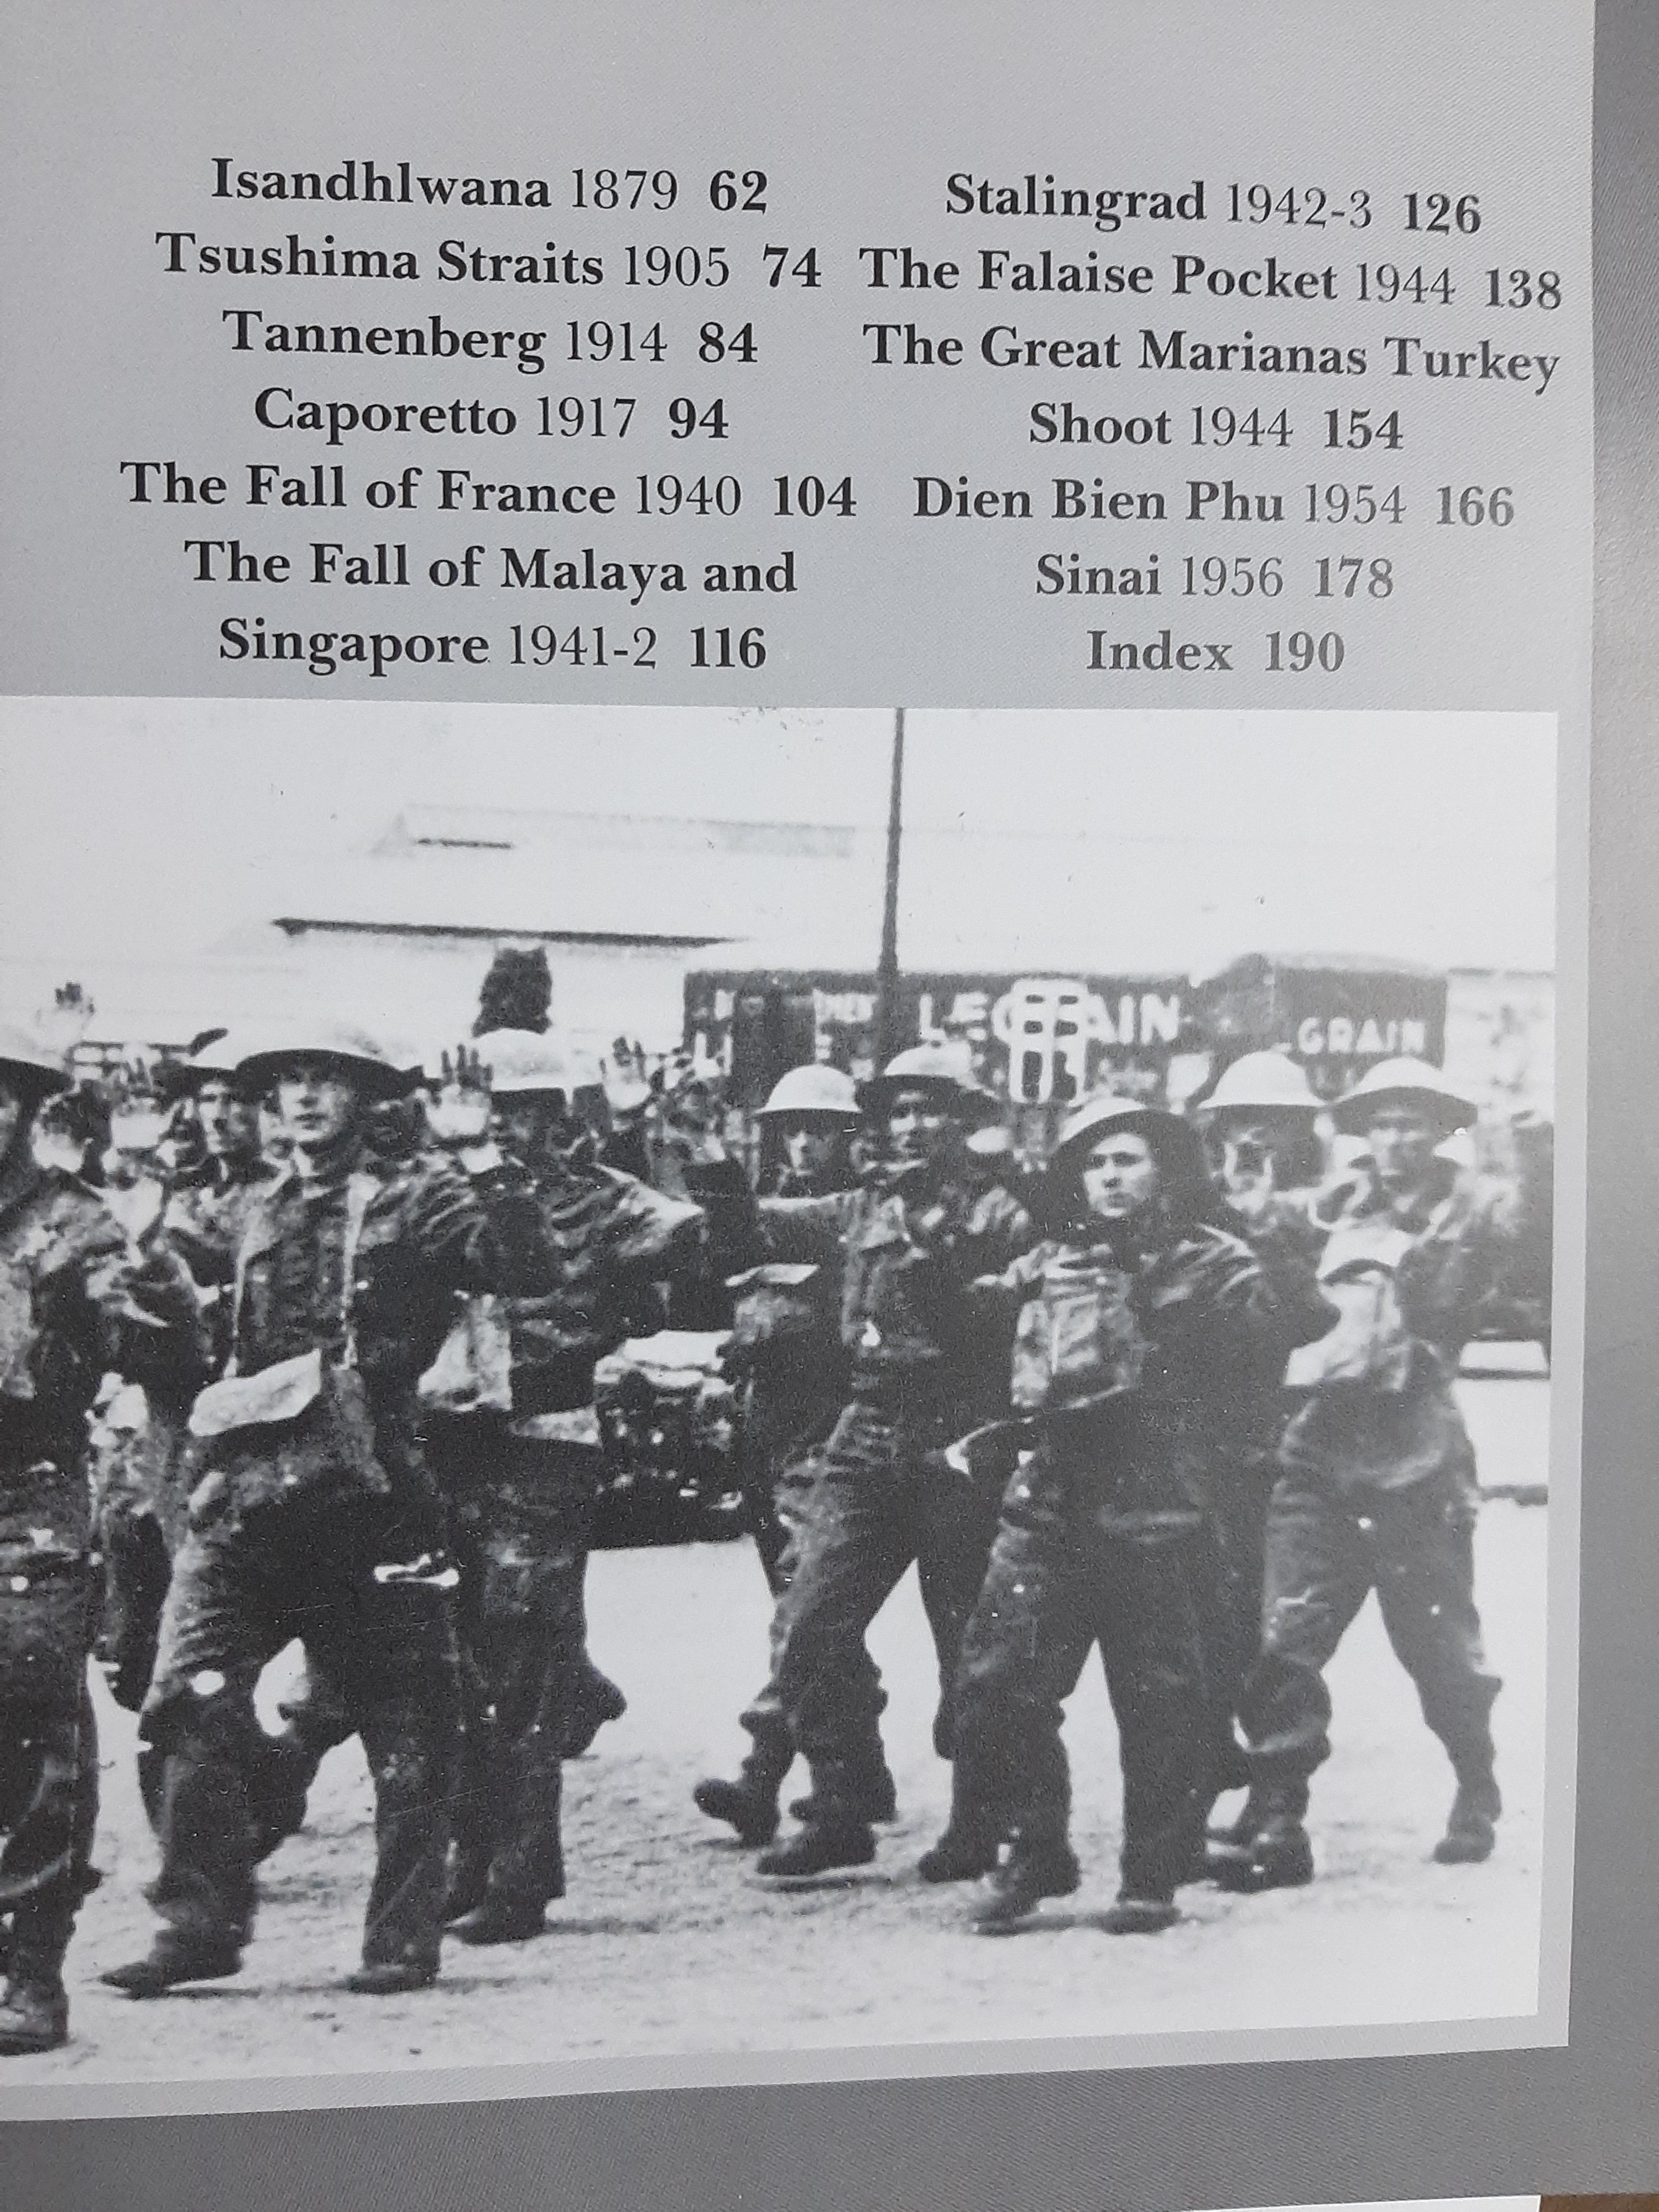 Isandhlwana 1879 62
Tsushima Straits 1905 74
Tannenberg 1914 84
Caporetto 1917 94
The Fall of France 1940 104
The Fall of Malaya and
Singapore 1941-2 116
Stalingrad 1942-3 126
The Falaise Pocket 1944 138
The Great Marianas Turkey
Shoot 1944 154
Dien Bien Phu 1954 166
Sinai 1956 178
Index 190
GRAIN